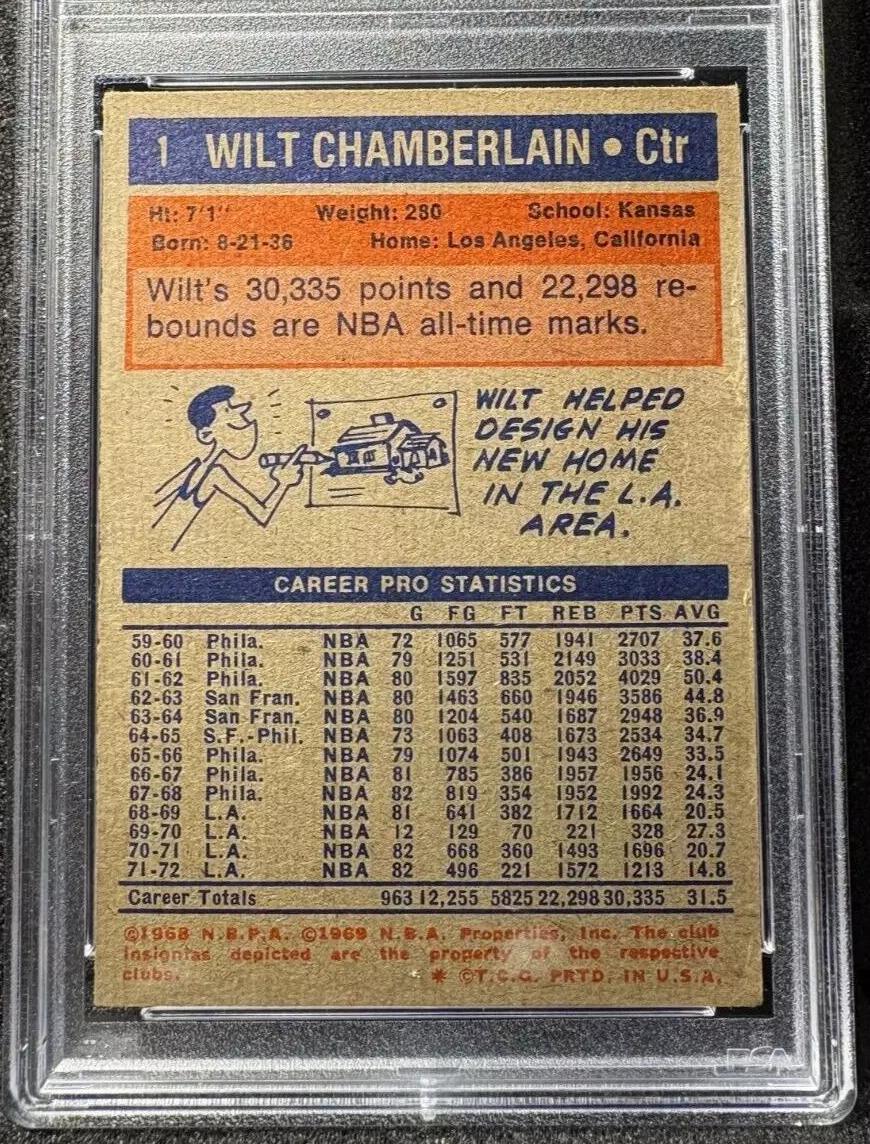 1 WILT CHAMBERLAIN • Ctr
Ht: 7'1" Weight: 280 School: Kansas
Born: 8-21-36 Home: Los Angeles, California
Wilt's 30,335 points and 22,298 re-
bounds are NBA all-time marks.
WILT HELPED
DESIGN HIS
NEW HOME
IN THE L.A.
AREA.
CAREER PRO STATISTICS
G FG FT REB PTS AVG
59-60 Phila. NBA 72 1065 577 1941 2707 37.6
60-61 Phila. NBA 79 1251 531 2149 3033 38.4
61-62 Phila. NBA 80 1597 835 2052 4029 50.4
62-63 San Fran. NBA 80 1463 660 1946 3586 44.8
63-64 San Fran. NBA 80 1204 540 1687 2948 36.9
64-65 S.F.-Phil. NBA 73 1063 408 1673 2534 34.7
65-66 Phila. NBA 79 1074 501 1943 2649 33.5
66-67 Phila. NBA 81 785 386 1957 1956 24.1
67-68 Phila. NBA 82 819 354 1952 1992 24.3
68-69 L.A. NBA 81 641 382 1712 1664 20.5
69-70 L.A. NBA 12 129 70 221 328 27.3
70-71 L.A. NBA 82 668 360 1493 1696 20.7
71-72 L.A. NBA 82 496 221 1572 1213 14.8
Career Totals 963 12,255 5825 22,298 30,335 31.5
©1968 N.B.P.A. ©1969 N.B.A. Properties, Inc. The club
insignias depicted are the property of the respective
clubs. * ©T.C.G. PRTD. IN U.S.A.
PSA